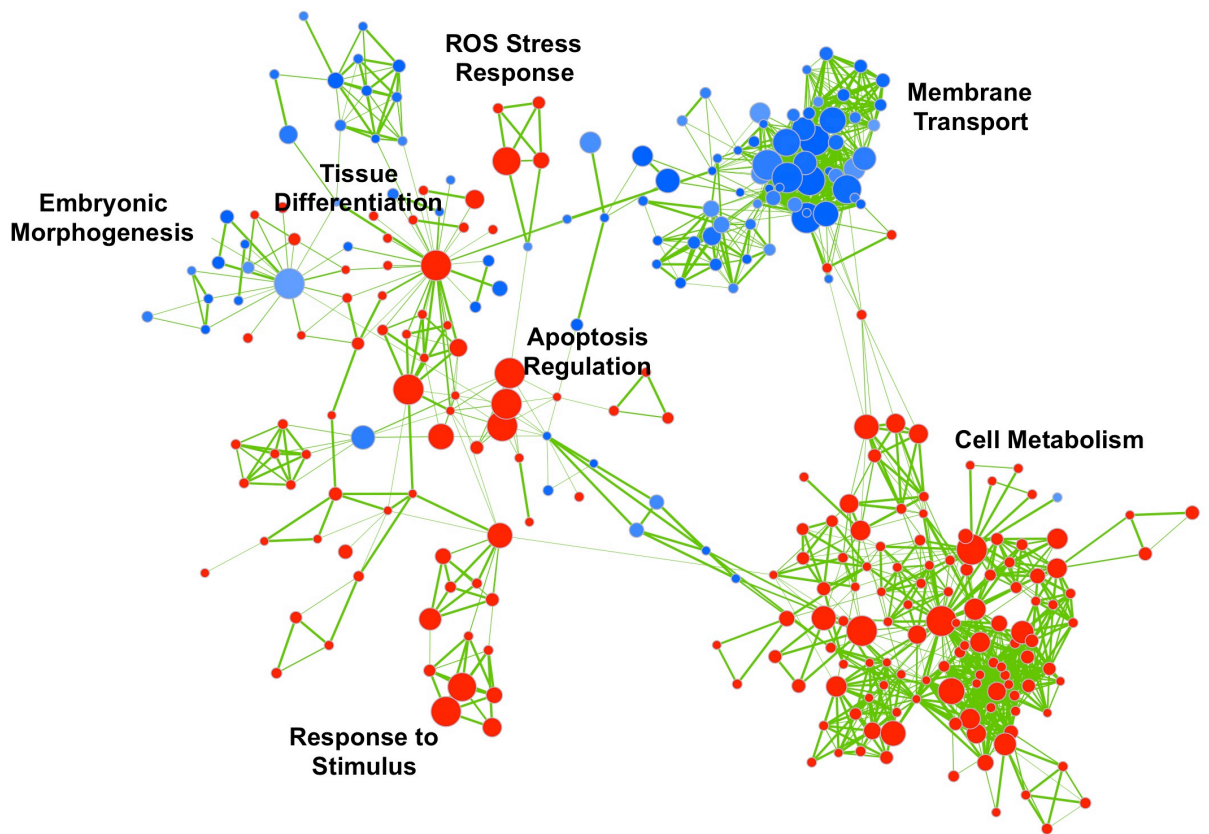 ROS Stress
Response
Membrane
Transport
Tissue
Differentiation
Embryonic
Morphogenesis
Apoptosis
Regulation
Cell Metabolism
Response to
Stimulus